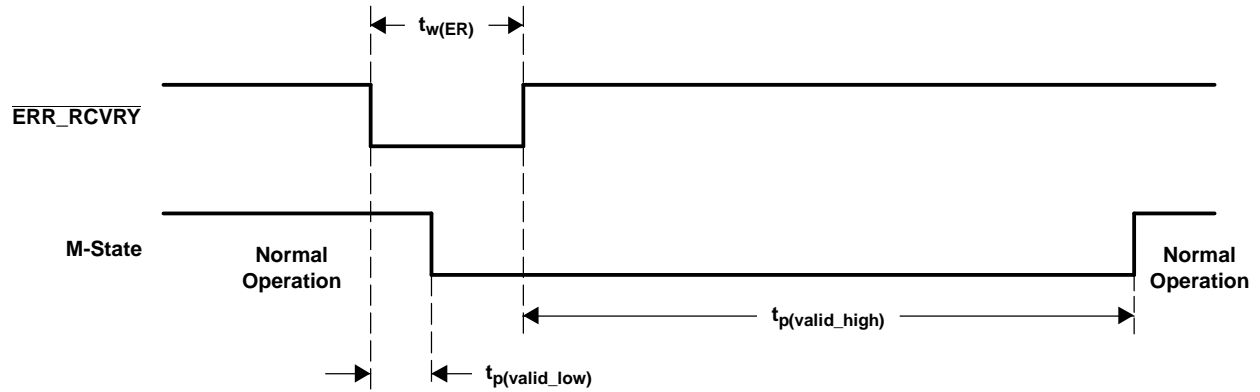 tw(ER)
ERR_RCVRY
M-State
Normal
Operation
Normal
Operation
tp(valid_high)
tp(valid_low)